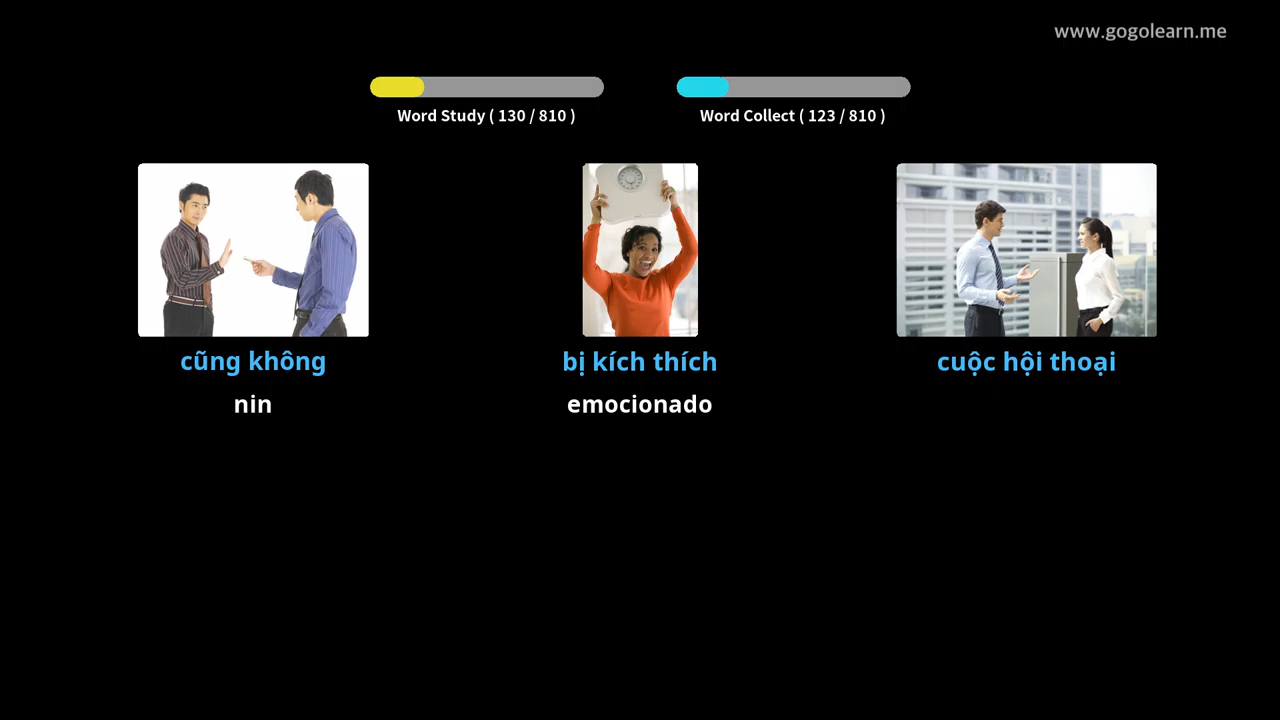 www.gogolearn.me
Word Study ( 130 / 810 )
Word Collect ( 123 / 810 )
cũng không
bị kích thích
cuộc hội thoại
nin
emocionado